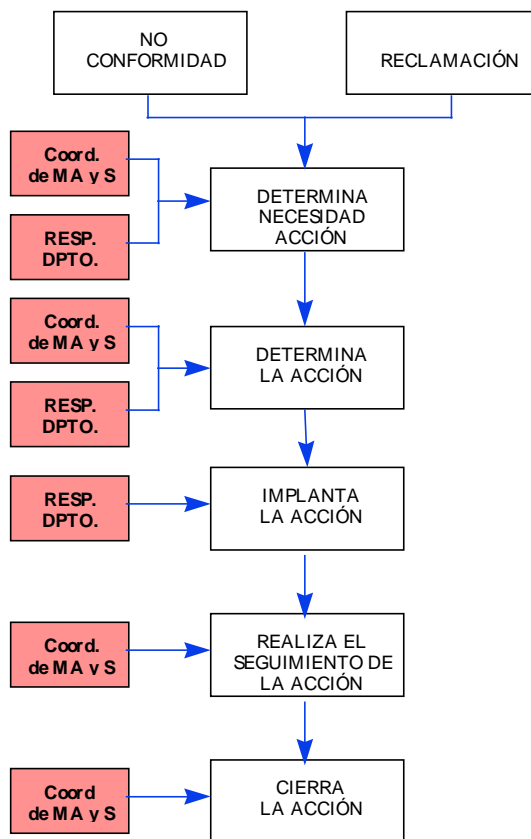 NO
CONFORMIDAD
RECLAMACIÓN
Coord.
de MA y S
RESP.
DPTO.
DETERMINA
NECESIDAD
ACCIÓN
Coord.
de MA y S
RESP.
DPTO.
DETERMINA
LA ACCIÓN
RESP.
DPTO.
IMPLANTA
LA ACCIÓN
Coord.
de MA y S
REALIZA EL
SEGUIMIENTO DE
LA ACCIÓN
Coord
de MA y S
CIERRA
LA ACCIÓN